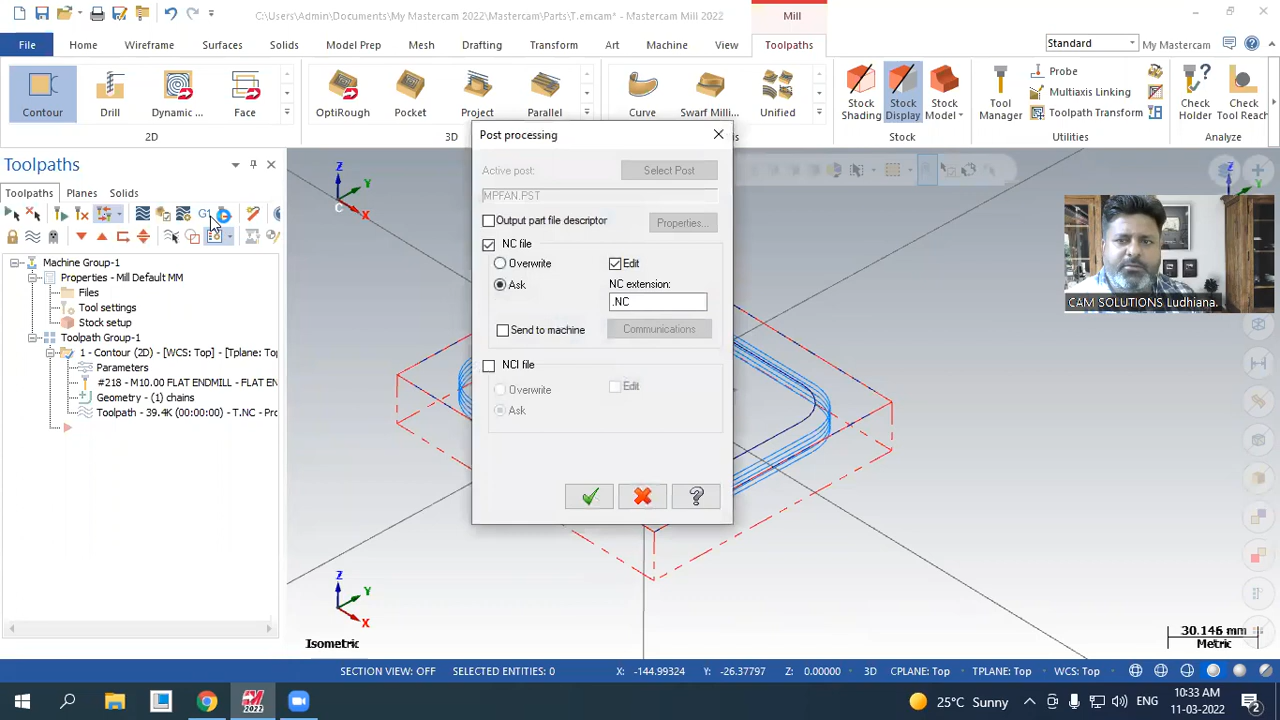 C:\Users\Admin\Documents\My Mastercam 2022\Mastercam\Parts\T.emcam* - Mastercam Mill 2022
Mill
File
Home
Wireframe
Surfaces
Solids
Model Prep
Mesh
Drafting
Transform
Art
Machine
View
Toolpaths
Standard
My Mastercam
Contour
Drill
Dynamic ...
Face
2D
OptiRough
Pocket
Project
Parallel
3D
Curve
Swarf Milli...
Unified
Stock Shading
Stock Display
Stock Model
Stock
Tool Manager
Probe
Multiaxis Linking
Toolpath Transform
Utilities
Check Holder
Check Tool Reach
Analyze
Toolpaths
Toolpaths
Planes
Solids
G1
Machine Group-1
Properties - Mill Default MM
Files
Tool settings
Stock setup
Toolpath Group-1
1 - Contour (2D) - [WCS: Top] - [Tplane: Top
Parameters
#218 - M10.00 FLAT ENDMILL - FLAT EN
Geometry - (1) chains
Toolpath - 39.4K (00:00:00) - T.NC - Pro
Post processing
Active post:
Select Post
MPFAN.PST
Output part file descriptor
Properties...
NC file
Overwrite
Edit
Ask
NC extension:
.NC
Send to machine
Communications
NCI file
Overwrite
Edit
Ask
Z
Y
X
C
Z
Y
X
Isometric
CAM SOLUTIONS Ludhiana.
30.146 mm
Metric
SECTION VIEW: OFF
SELECTED ENTITIES: 0
X: -144.99324
Y: -26.37797
Z: 0.00000
3D
CPLANE: Top
TPLANE: Top
WCS: Top
2022
25°C Sunny
ENG
10:33 AM
11-03-2022
2